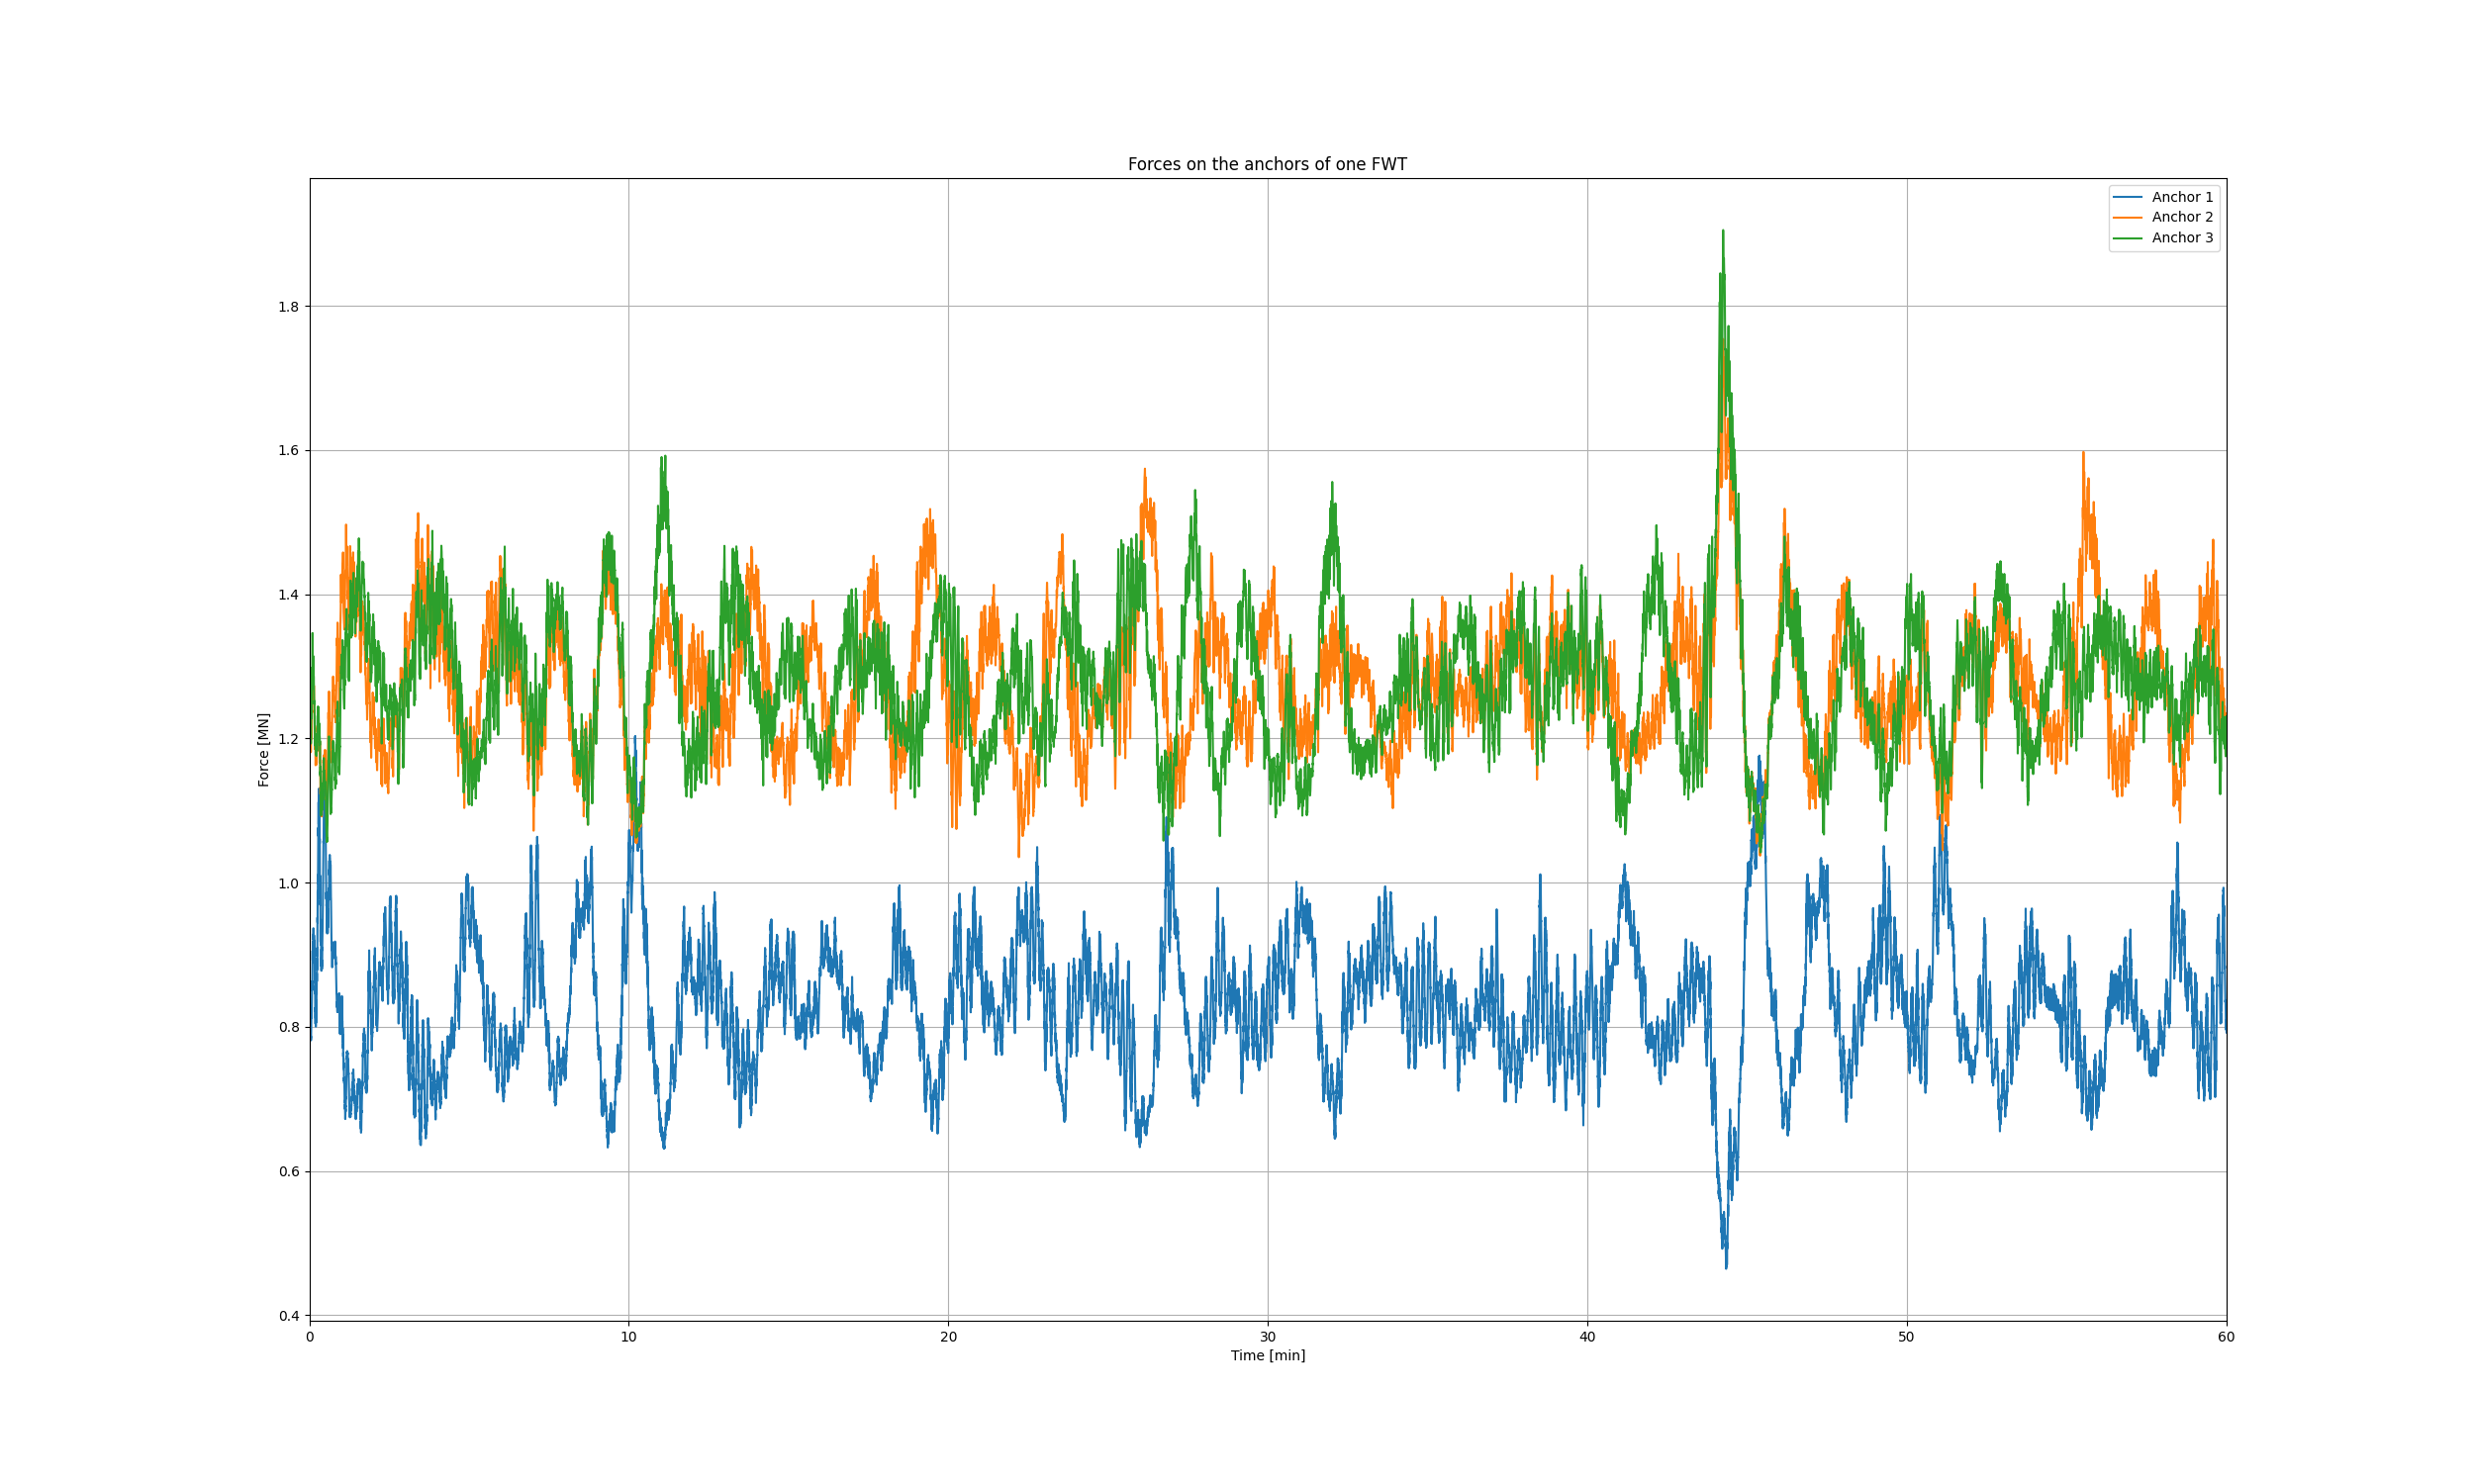 Forces on the anchors of one FWT
Anchor 1
Anchor 2
Anchor 3
1.8
1.6
1.4
1.2
1.0
0.8
0.6
0.4
Force [MN]
0 10 20 30 40 50 60
Time [min]